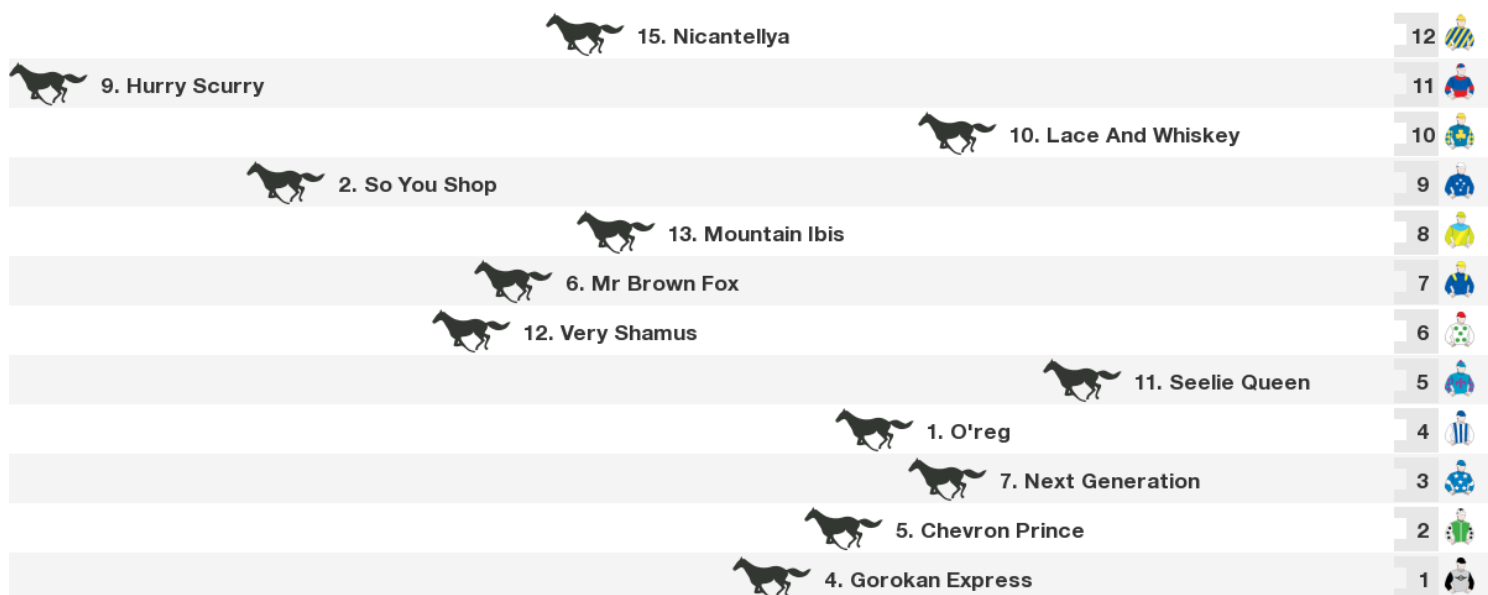 15. Nicantellya 12
9. Hurry Scurry 11
10. Lace And Whiskey 10
2. So You Shop 9
13. Mountain Ibis 8
6. Mr Brown Fox 7
12. Very Shamus 6
11. Seelie Queen 5
1. O'reg 4
7. Next Generation 3
5. Chevron Prince 2
4. Gorokan Express 1